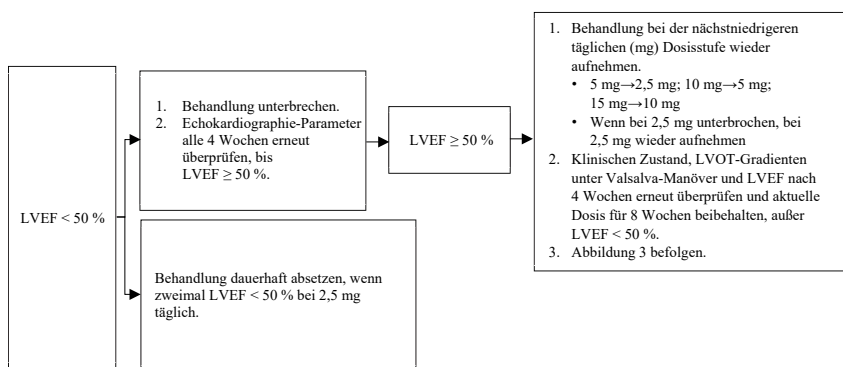 LVEF < 50 %
1. Behandlung unterbrechen.
2. Echokardiographie-Parameter
alle 4 Wochen erneut
überprüfen, bis
LVEF ≥ 50 %.
LVEF ≥ 50 %
1. Behandlung bei der nächstniedrigeren
täglichen (mg) Dosisstufe wieder
aufnehmen.
• 5 mg→2,5 mg; 10 mg→5 mg;
15 mg→10 mg
• Wenn bei 2,5 mg unterbrochen, bei
2,5 mg wieder aufnehmen
2. Klinischen Zustand, LVOT-Gradienten
unter Valsalva-Manöver und LVEF nach
4 Wochen erneut überprüfen und aktuelle
Dosis für 8 Wochen beibehalten, außer
LVEF < 50 %.
3. Abbildung 3 befolgen.
Behandlung dauerhaft absetzen, wenn
zweimal LVEF < 50 % bei 2,5 mg
täglich.